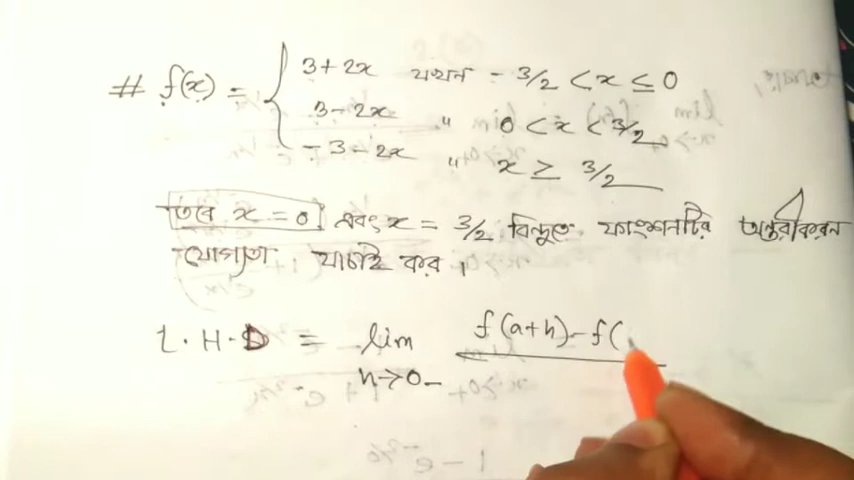 # f(x) = { 3+2x যখন -3/2 < x ≤ 0
3-2x " 0 < x < 3/2
-3-2x " x ≥ 3/2
তবে x = 0 এবং x = 3/2 বিন্দুতে ফাংশনটির অন্তরীকরন
যোগ্যতা যাচাই কর।
L.H.D = lim h→0- f(a+h)-f(